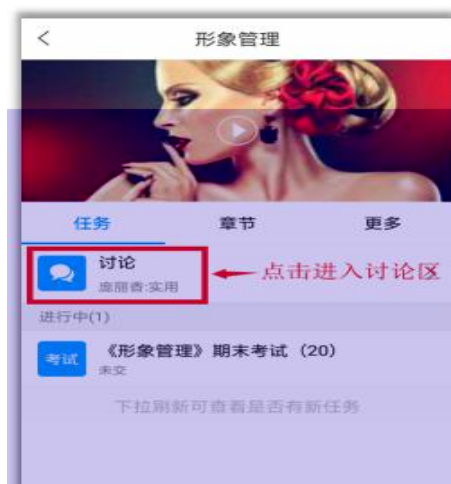 形象管理
任务 章节 更多
讨论
庞丽香:实用
点击进入讨论区
进行中(1)
考试
《形象管理》期末考试（20）
未交
下拉刷新可查看是否有新任务